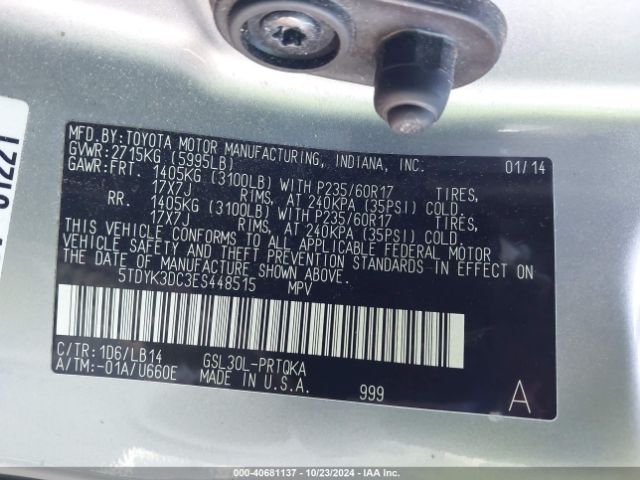 MFD.BY:TOYOTA MOTOR MANUFACTURING, INDIANA, INC. 01/14
GVWR:2715KG (5995LB)
GAWR:FRT. 1405KG (3100LB) WITH P235/60R17 TIRES,
17X7J RIMS, AT 240KPA (35PSI) COLD.
RR. 1405KG (3100LB) WITH P235/60R17 TIRES,
17X7J RIMS, AT 240KPA (35PSI) COLD.
THIS VEHICLE CONFORMS TO ALL APPLICABLE FEDERAL MOTOR
VEHICLE SAFETY AND THEFT PREVENTION STANDARDS IN EFFECT ON
THE DATE OF MANUFACTURE SHOWN ABOVE.
5TDYK3DC3ES448515 MPV
C/TR:1D6/LB14 GSL30L-PRTQKA
A/TM:-01A/U660E MADE IN U.S.A. 999 A
000-40681137 - 10/23/2024 - IAA Inc.